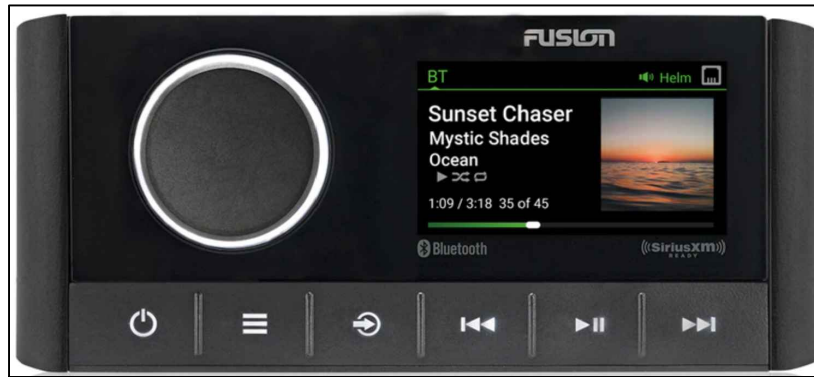 FUSION
BT Helm
Sunset Chaser
Mystic Shades
Ocean
1:09 / 3:18 35 of 45
Bluetooth
((SiriusXM))
READY